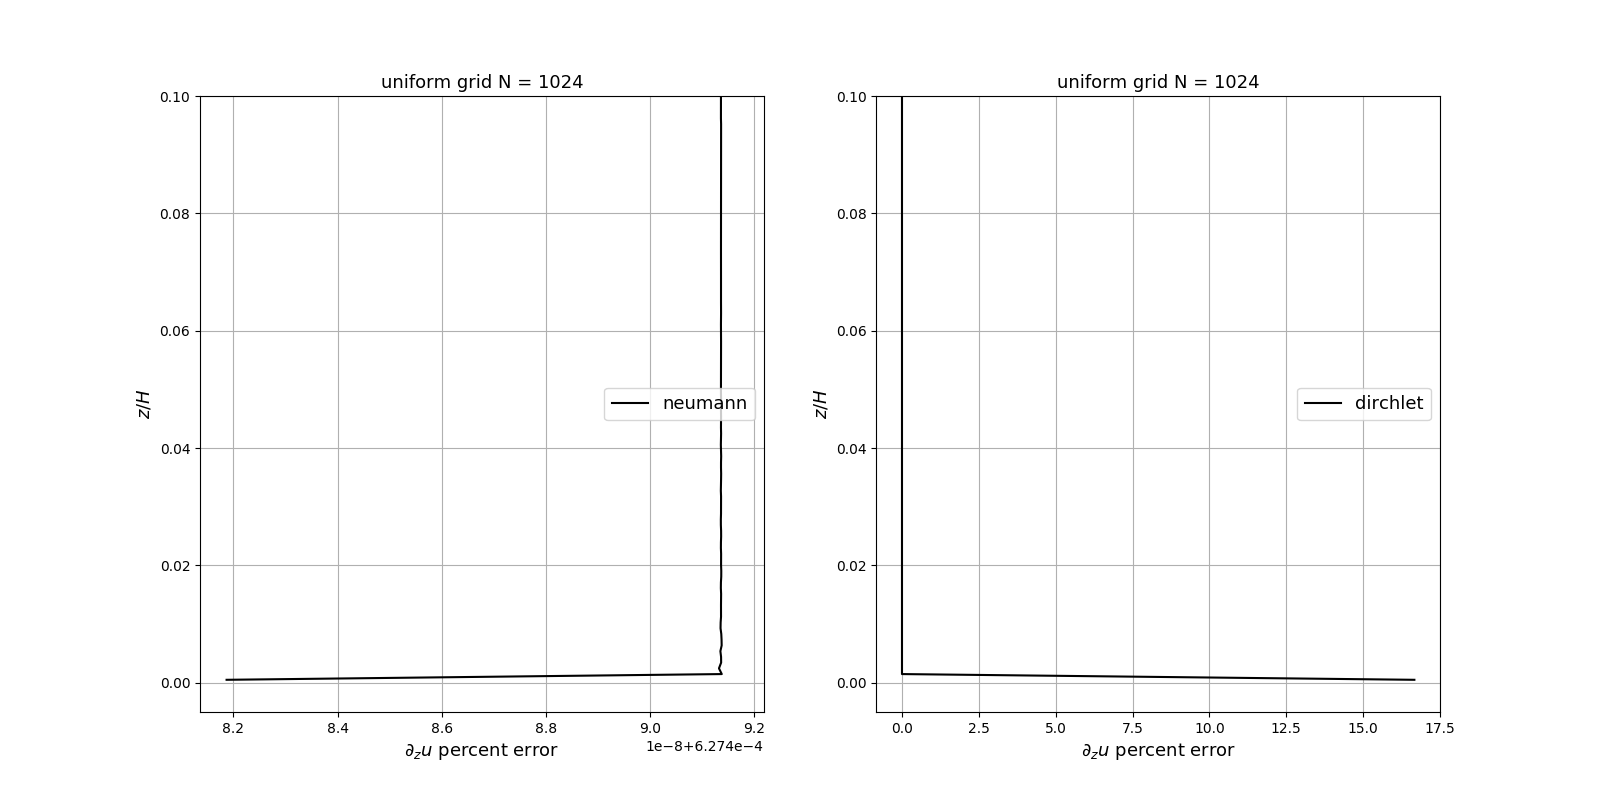 uniform grid N = 1024
0.10
0.08
0.06
0.04
0.02
0.00
z/H
neumann
8.2 8.4 8.6 8.8 9.0 9.2
1e-8+6.274e-4
∂zu percent error
uniform grid N = 1024
0.10
0.08
0.06
0.04
0.02
0.00
z/H
dirchlet
0.0 2.5 5.0 7.5 10.0 12.5 15.0 17.5
∂zu percent error